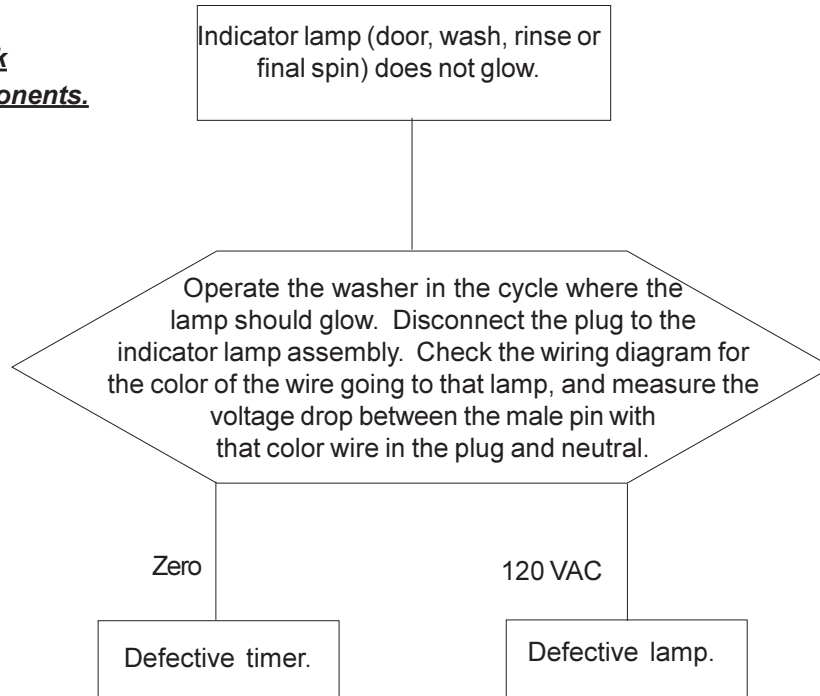 Indicator lamp (door, wash, rinse or
final spin) does not glow.
Operate the washer in the cycle where the
lamp should glow. Disconnect the plug to the
indicator lamp assembly. Check the wiring diagram for
the color of the wire going to that lamp, and measure the
voltage drop between the male pin with
that color wire in the plug and neutral.
Zero
120 VAC
Defective timer.
Defective lamp.